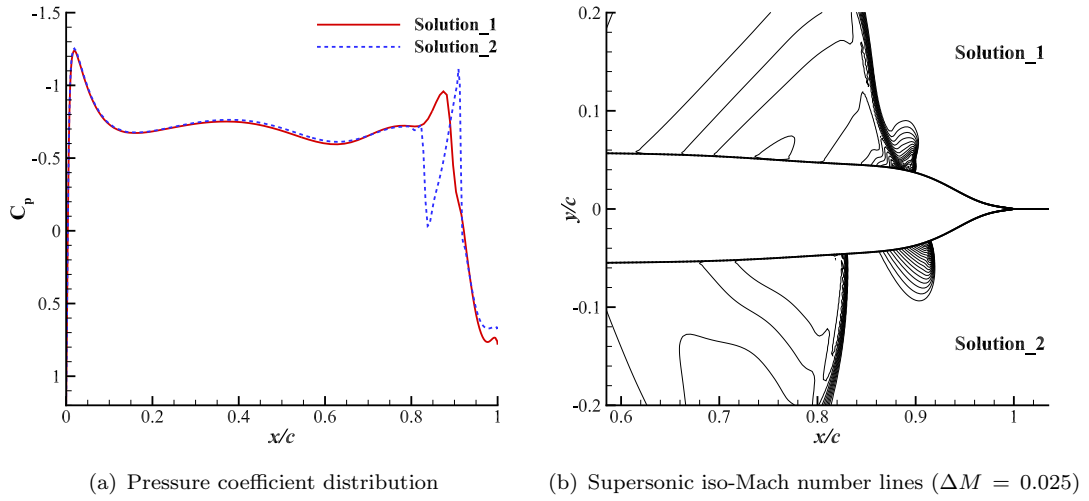 -1.5
-1
-0.5
0
0.5
1
C_p
Solution_1
Solution_2
0
0.2
0.4
0.6
0.8
1
x/c
0.2
0.1
0
-0.1
-0.2
y/c
Solution_1
Solution_2
0.6
0.7
0.8
0.9
1
x/c
(a) Pressure coefficient distribution
(b) Supersonic iso-Mach number lines (ΔM = 0.025)